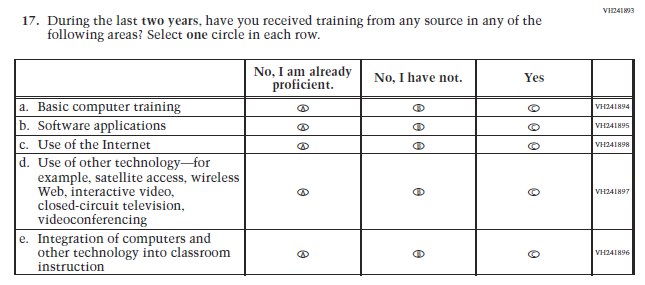 VH241893
17. During the last two years, have you received training from any source in any of the
following areas? Select one circle in each row.
No, I am already
proficient.
No, I have not.
Yes
a. Basic computer training A B C VH241894
b. Software applications A B C VH241895
c. Use of the Internet A B C VH241898
d. Use of other technology—for
example, satellite access, wireless
Web, interactive video,
closed-circuit television,
videoconferencing
A B C VH241897
e. Integration of computers and
other technology into classroom
instruction
A B C VH241896